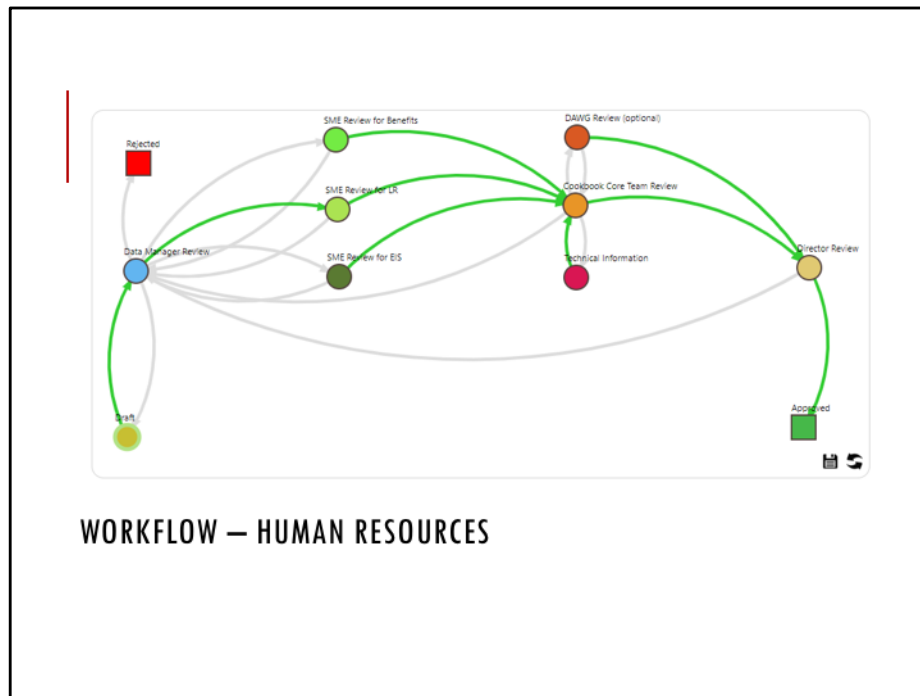 SME Review for Benefits
DAWG Review (optional)
Rejected
SME Review for LR
Cookbook Core Team Review
Data Manager Review
SME Review for EIS
Technical Information
Director Review
Draft
Approved
WORKFLOW – HUMAN RESOURCES